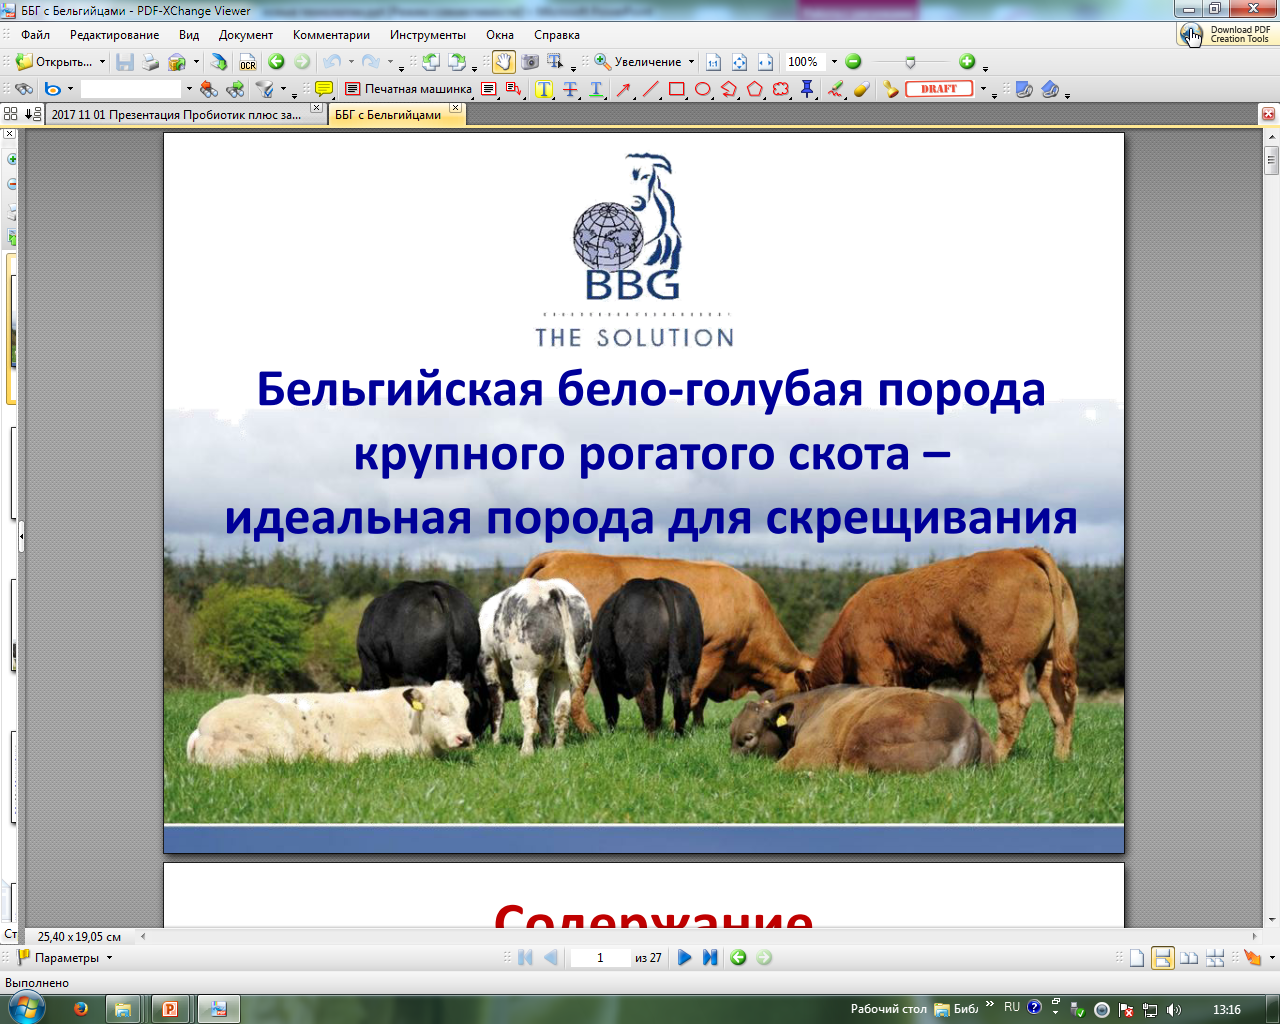 ББГ с Бельгийцами - PDF-XChange Viewer
Файл Редактирование Вид Документ Комментарии Инструменты Окна Справка
Download PDF
Creation Tools
Открыть... OCR Увеличение 100%
Печатная машинка DRAFT
2017 11 01 Презентация Пробиотик плюс за... ББГ с Бельгийцами
BBG
THE SOLUTION
Бельгийская бело-голубая порода
крупного рогатого скота –
идеальная порода для скрещивания
Содержание
Ст
25,40 x 19,05 см
Параметры 1 из 27
Выполнено
Рабочий стол Библ » RU 13:16